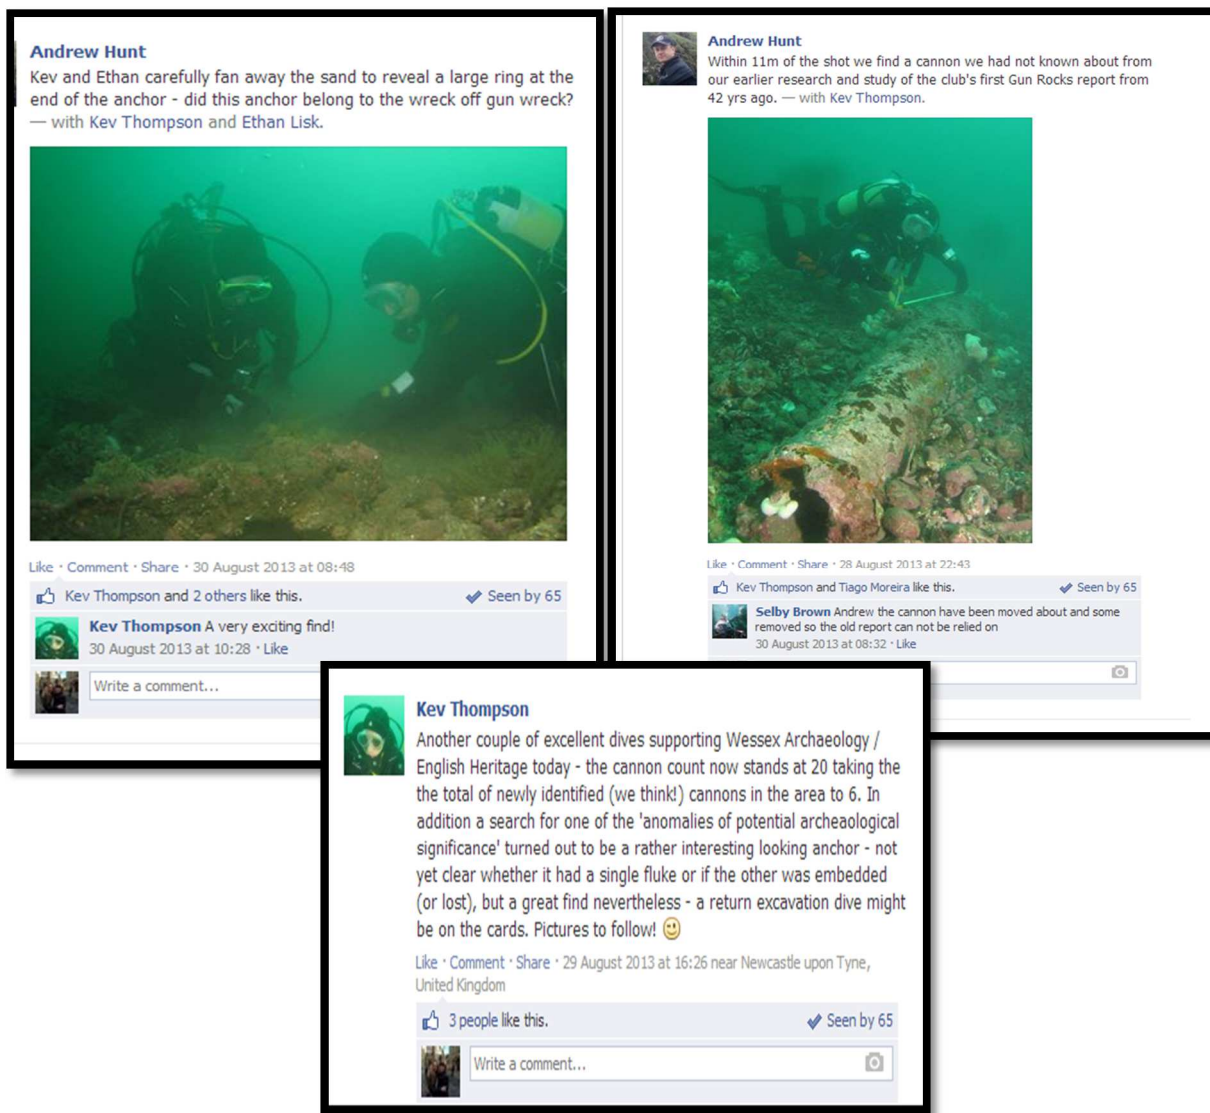 Andrew Hunt
Kev and Ethan carefully fan away the sand to reveal a large ring at the
end of the anchor - did this anchor belong to the wreck off gun wreck?
— with Kev Thompson and Ethan Lisk.
Like · Comment · Share · 30 August 2013 at 08:48
Kev Thompson and 2 others like this.
Seen by 65
Kev Thompson A very exciting find!
30 August 2013 at 10:28 · Like
Write a comment...
Andrew Hunt
Within 11m of the shot we find a cannon we had not known about from
our earlier research and study of the club's first Gun Rocks report from
42 yrs ago. — with Kev Thompson.
Like · Comment · Share · 28 August 2013 at 22:43
Kev Thompson and Tiago Moreira like this.
Seen by 65
Selby Brown Andrew the cannon have been moved about and some
removed so the old report can not be relied on
30 August 2013 at 08:32 · Like
Kev Thompson
Another couple of excellent dives supporting Wessex Archaeology /
English Heritage today - the cannon count now stands at 20 taking the
the total of newly identified (we think!) cannons in the area to 6. In
addition a search for one of the 'anomalies of potential archeaological
significance' turned out to be a rather interesting looking anchor - not
yet clear whether it had a single fluke or if the other was embedded
(or lost), but a great find nevertheless - a return excavation dive might
be on the cards. Pictures to follow! 
Like · Comment · Share · 29 August 2013 at 16:26 near Newcastle upon Tyne,
United Kingdom
3 people like this.
Seen by 65
Write a comment...